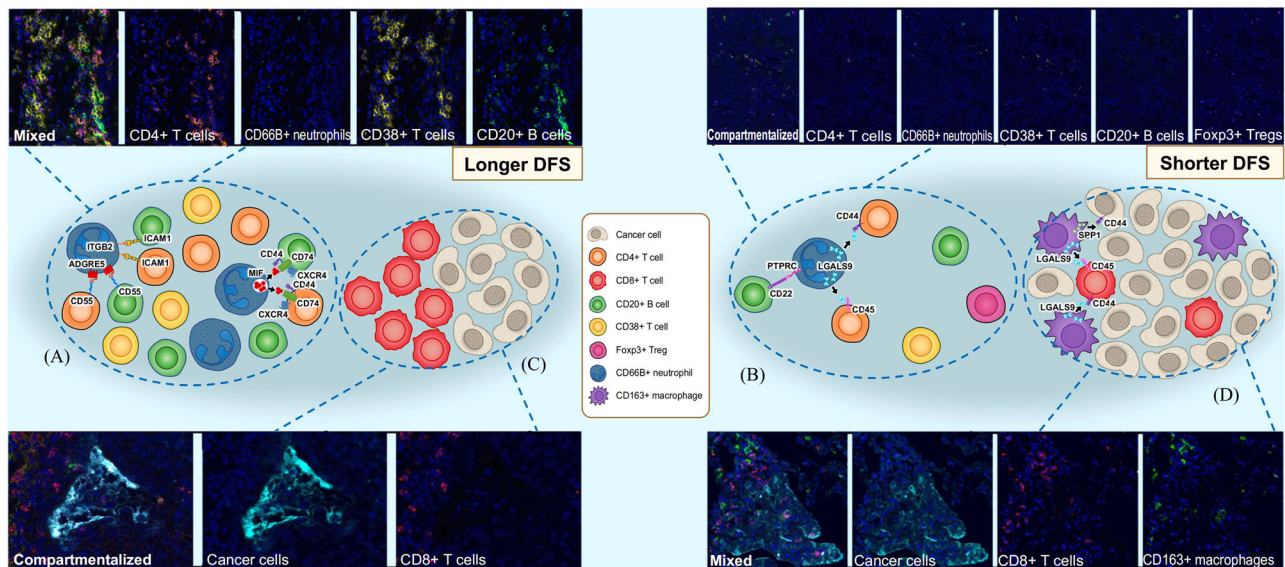 Mixed
CD4+ T cells
CD66B+ neutrophils
CD38+ T cells
CD20+ B cells
Longer DFS
Compartmentalized
CD4+ T cells
CD66B+ neutrophils
CD38+ T cells
CD20+ B cells
Foxp3+ Tregs
Shorter DFS
ITGB2
ICAM1
ADGRE5
ICAM1
CD55
CD55
MIF
CD44
CD74
CXCR4
CD44
CD74
CXCR4
(A)
(C)
Cancer cell
CD4+ T cell
CD8+ T cell
CD20+ B cell
CD38+ T cell
Foxp3+ Treg
CD66B+ neutrophil
CD163+ macrophage
CD44
PTPRC
LGALS9
CD22
CD45
(B)
CD44
SPP1
LGALS9
CD45
CD44
LGALS9
(D)
Compartmentalized
Cancer cells
CD8+ T cells
Mixed
Cancer cells
CD8+ T cells
CD163+ macrophages